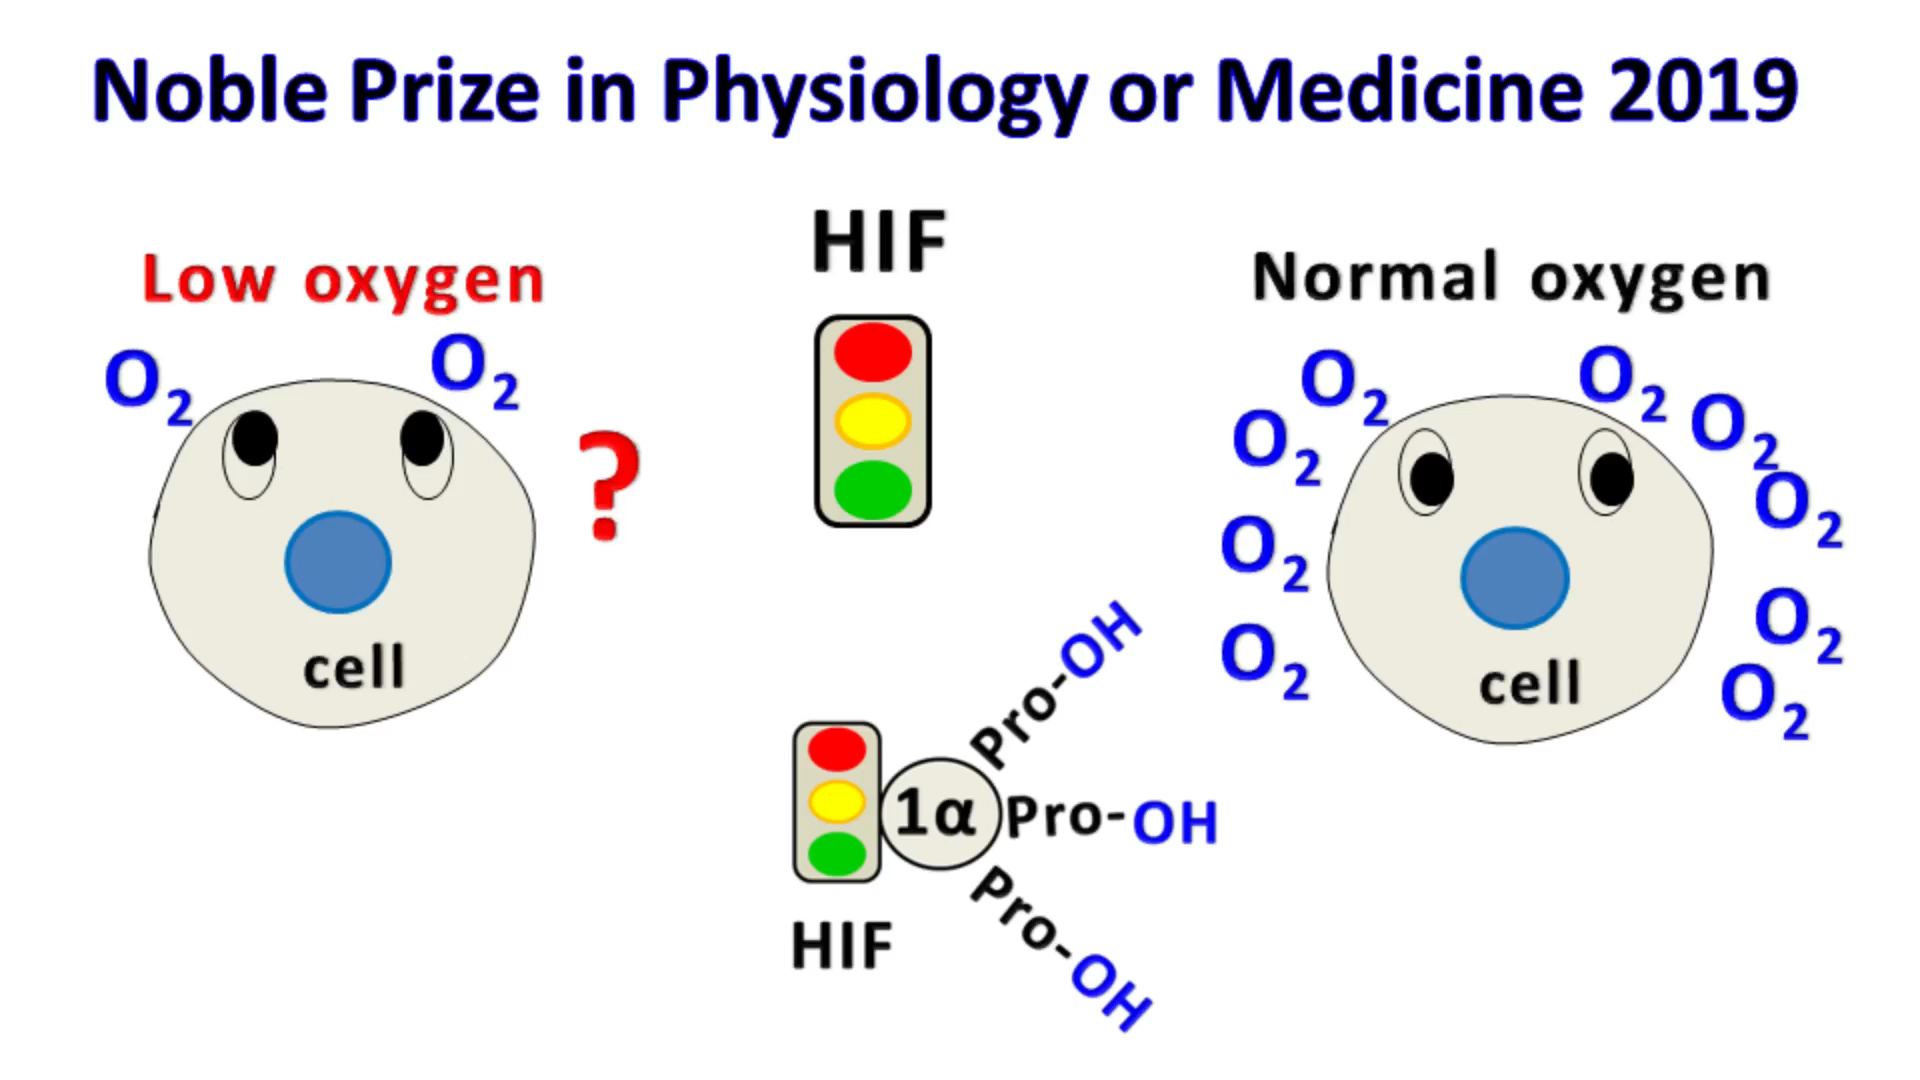 Noble Prize in Physiology or Medicine 2019
HIF
Low oxygen
Normal oxygen
O2
O2
?
cell
O2
O2
O2
O2
O2
O2
O2
O2
O2
cell
Pro-OH
1α
Pro-OH
Pro-OH
HIF